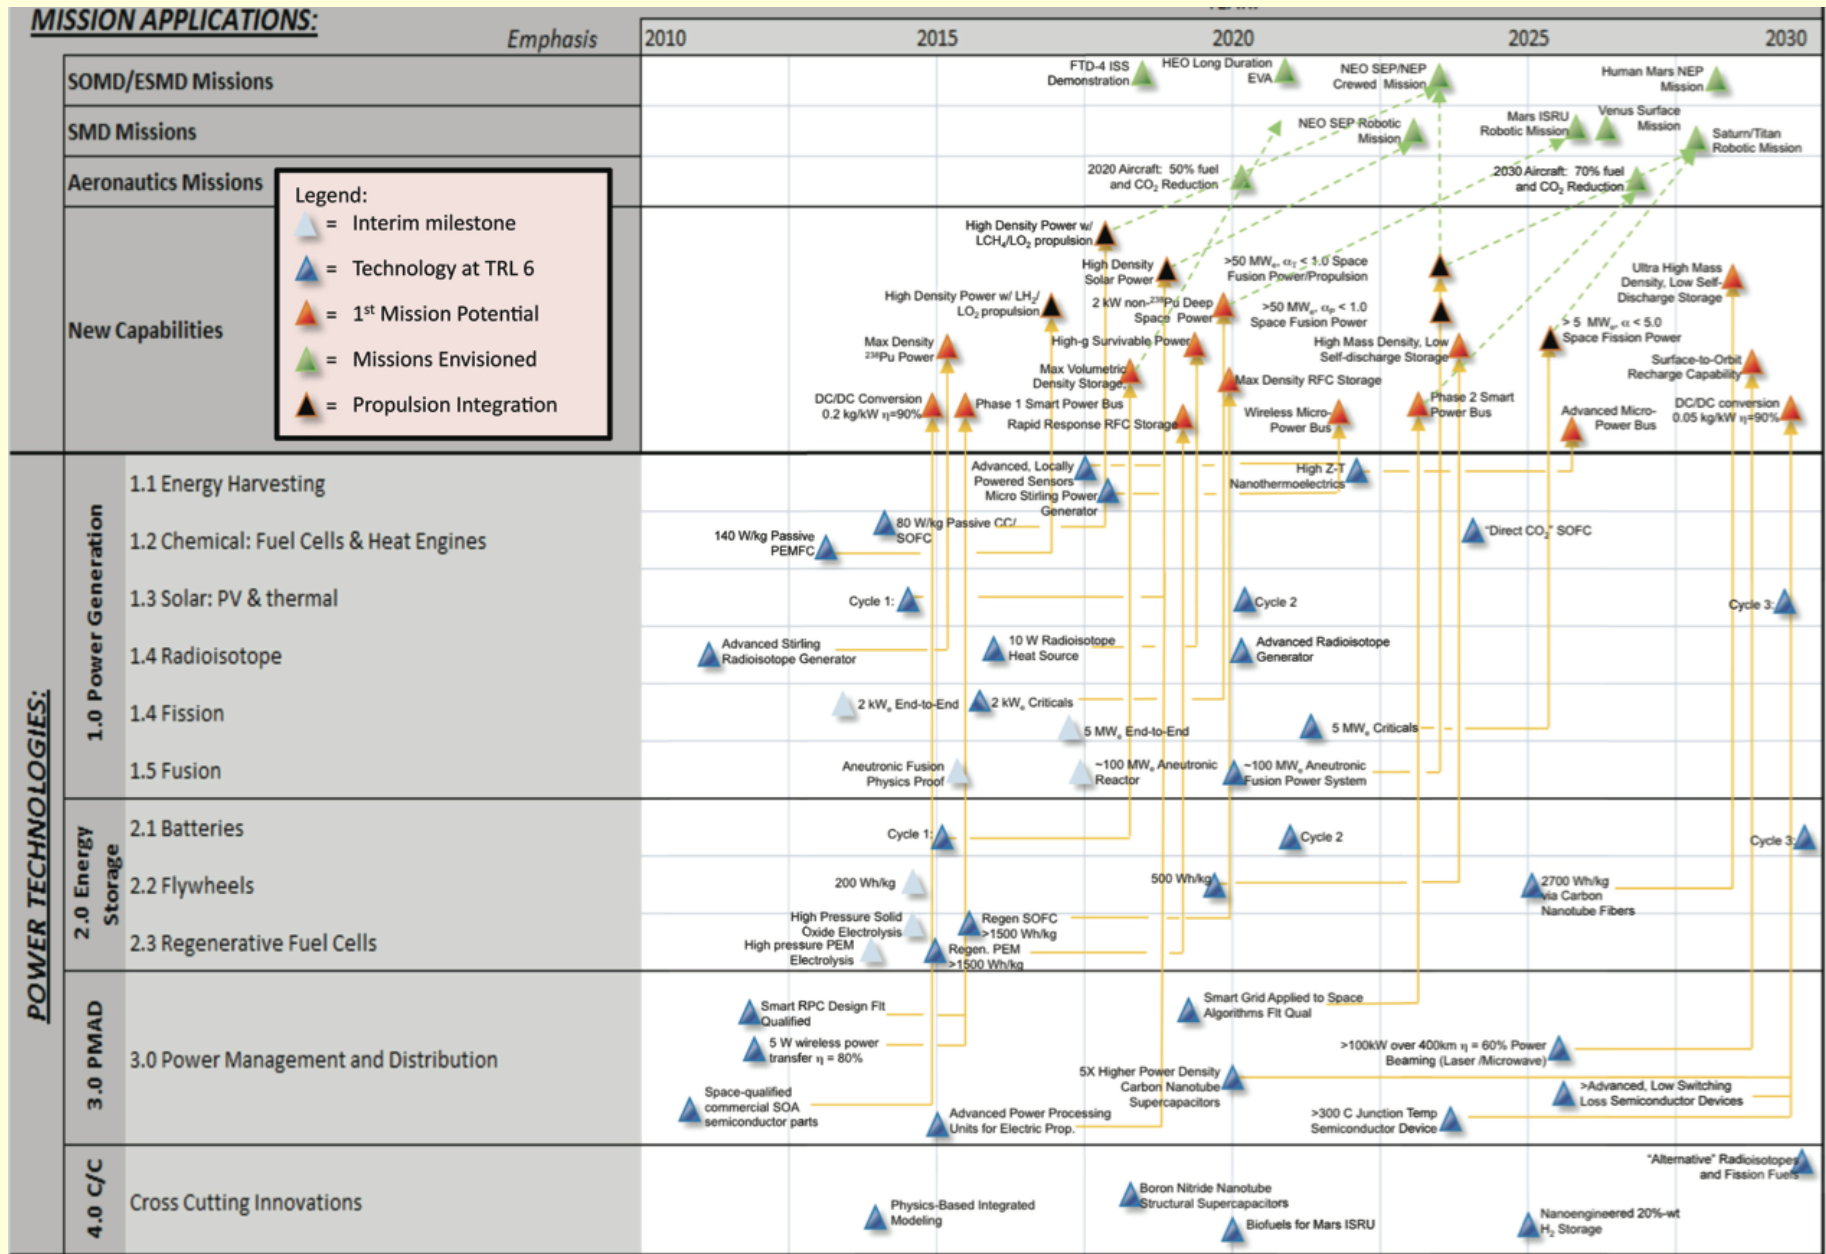 MISSION APPLICATIONS:
Emphasis
2010
2015
2020
2025
2030
SOMD/ESMD Missions
FTD-4 ISS
Demonstration
HEO Long Duration
EVA
NEO SEP/NEP
Crewed Mission
Human Mars NEP
Mission
SMD Missions
NEO SEP Robotic
Mission
Mars ISRU
Robotic Mission
Venus Surface
Mission
Saturn/Titan
Robotic Mission
Aeronautics Missions
2020 Aircraft: 50% fuel
and CO₂ Reduction
2030 Aircraft: 70% fuel
and CO₂ Reduction
Legend:
= Interim milestone
= Technology at TRL 6
= 1st Mission Potential
= Missions Envisioned
= Propulsion Integration
New Capabilities
High Density Power w/
LCH₄/LO₂ propulsion
High Density
Solar Power
>50 MWₑ, α_T < 1.0 Space
Fusion Power/Propulsion
Ultra High Mass
Density, Low Self-
Discharge Storage
High Density Power w/ LH₂/
LO₂ propulsion
2 kW non-²³⁸Pu Deep
Space Power
>50 MWₑ, α_P < 1.0
Space Fusion Power
> 5 MWₑ, α < 5.0
Space Fission Power
Max Density
²³⁸Pu Power
High-g Survivable Power
High Mass Density, Low
Self-discharge Storage
Surface-to-Orbit
Recharge Capability
Max Volumetric
Density Storage,
Max Density RFC Storage
DC/DC Conversion
0.2 kg/kW η=90%
Phase 1 Smart Power Bus
Rapid Response RFC Storage
Wireless Micro-
Power Bus
Phase 2 Smart
Power Bus
Advanced Micro-
Power Bus
DC/DC conversion
0.05 kg/kW η=90%
POWER TECHNOLOGIES:
1.0 Power Generation
1.1 Energy Harvesting
Advanced, Locally
Powered Sensors
Micro Stirling Power
Generator
High Z-T
Nanothermoelectrics
1.2 Chemical: Fuel Cells & Heat Engines
140 W/kg Passive
PEMFC
80 W/kg Passive CC/
SOFC
“Direct CO₂” SOFC
1.3 Solar: PV & thermal
Cycle 1:
Cycle 2
Cycle 3:
1.4 Radioisotope
Advanced Stirling
Radioisotope Generator
10 W Radioisotope
Heat Source
Advanced Radioisotope
Generator
1.4 Fission
2 kWₑ End-to-End
2 kWₑ Criticals
5 MWₑ End-to-End
5 MWₑ Criticals
1.5 Fusion
Aneutronic Fusion
Physics Proof
~100 MWₑ Aneutronic
Reactor
~100 MWₑ Aneutronic
Fusion Power System
2.0 Energy
Storage
2.1 Batteries
Cycle 1:
Cycle 2
Cycle 3:
2.2 Flywheels
200 Wh/kg
500 Wh/kg
2700 Wh/kg
via Carbon
Nanotube Fibers
2.3 Regenerative Fuel Cells
High Pressure Solid
Oxide Electrolysis
High pressure PEM
Electrolysis
Regen SOFC
>1500 Wh/kg
Regen. PEM
>1500 Wh/kg
3.0 PMAD
3.0 Power Management and Distribution
Smart RPC Design Flt
Qualified
5 W wireless power
transfer η = 80%
Space-qualified
commercial SOA
semiconductor parts
Advanced Power Processing
Units for Electric Prop.
Smart Grid Applied to Space
Algorithms Flt Qual
5X Higher Power Density
Carbon Nanotube
Supercapacitors
>100kW over 400km η = 60% Power
Beaming (Laser /Microwave)
>Advanced, Low Switching
Loss Semiconductor Devices
>300 C Junction Temp
Semiconductor Device
4.0 C/C
Cross Cutting Innovations
Physics-Based Integrated
Modeling
Boron Nitride Nanotube
Structural Supercapacitors
Biofuels for Mars ISRU
Nanoengineered 20%-wt
H₂ Storage
“Alternative” Radioisotopes
and Fission Fuels